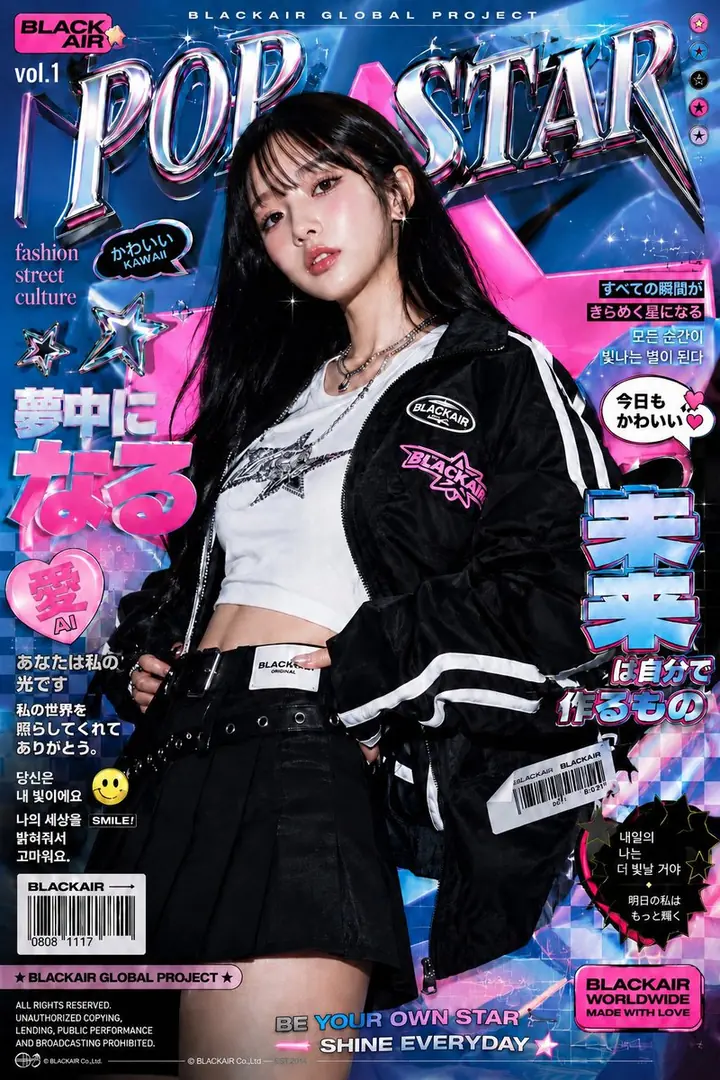 BLACKAIR GLOBAL PROJECT
BLACK
AIR
vol.1
POP STAR
かわいい
KAWAII
fashion
street
culture
すべての瞬間が
きらめく星になる
모든 순간이
빛나는 별이 된다
今日も
かわいい
夢中に
なる
BLACKAIR
BLACKAIR
未来
は自分で
作るもの
愛
AI
あなたは私の
光です
私の世界を
照らしてくれて
ありがとう。
당신은
내 빛이에요
나의 세상을
밝혀줘서
고마워요.
SMILE!
ORIGINAL
BLACKAIR BLACKAIR
내일의
나는
더 빛날 거야
明日の私は
もっと輝く
BLACKAIR
0808 1117
★ BLACKAIR GLOBAL PROJECT ★
ALL RIGHTS RESERVED.
UNAUTHORIZED COPYING,
LENDING, PUBLIC PERFORMANCE
AND BROADCASTING PROHIBITED.
© BLACKAIR Co.,Ltd.
© BLACKAIR Co.,Ltd.
BE YOUR OWN STAR
SHINE EVERYDAY
BLACKAIR
WORLDWIDE
MADE WITH LOVE